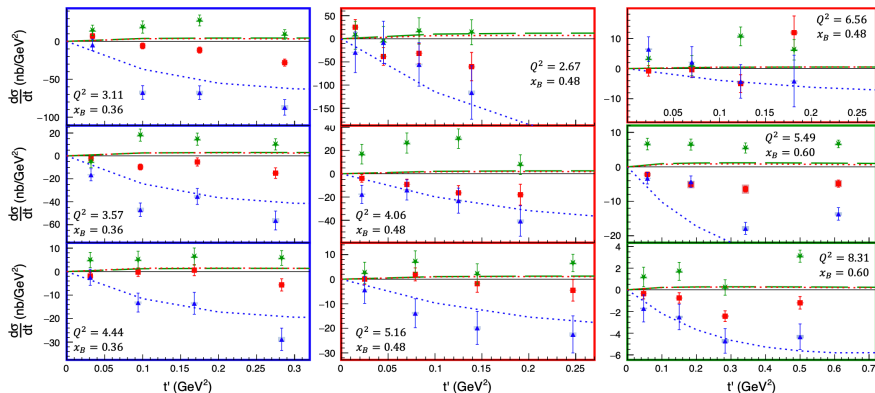 dσ/dt (nb/GeV²)
40
0
−50
−100
Q² = 3.11
x_B = 0.36
50
0
−50
−100
−150
Q² = 2.67
x_B = 0.48
10
0
−10
0.05 0.1 0.15 0.2 0.25
Q² = 6.56
x_B = 0.48
dσ/dt (nb/GeV²)
20
0
−20
−40
−60
Q² = 3.57
x_B = 0.36
40
20
0
−20
−40
Q² = 4.06
x_B = 0.48
10
0
−10
−20
Q² = 5.49
x_B = 0.60
dσ/dt (nb/GeV²)
10
0
−10
−20
−30
Q² = 4.44
x_B = 0.36
10
0
−10
−20
−30
Q² = 5.16
x_B = 0.48
4
2
0
−2
−4
−6
Q² = 8.31
x_B = 0.60
0 0.05 0.1 0.15 0.2 0.25 0.3
0 0.05 0.1 0.15 0.2 0.25
0 0.1 0.2 0.3 0.4 0.5 0.6 0.7
t' (GeV²)
t' (GeV²)
t' (GeV²)